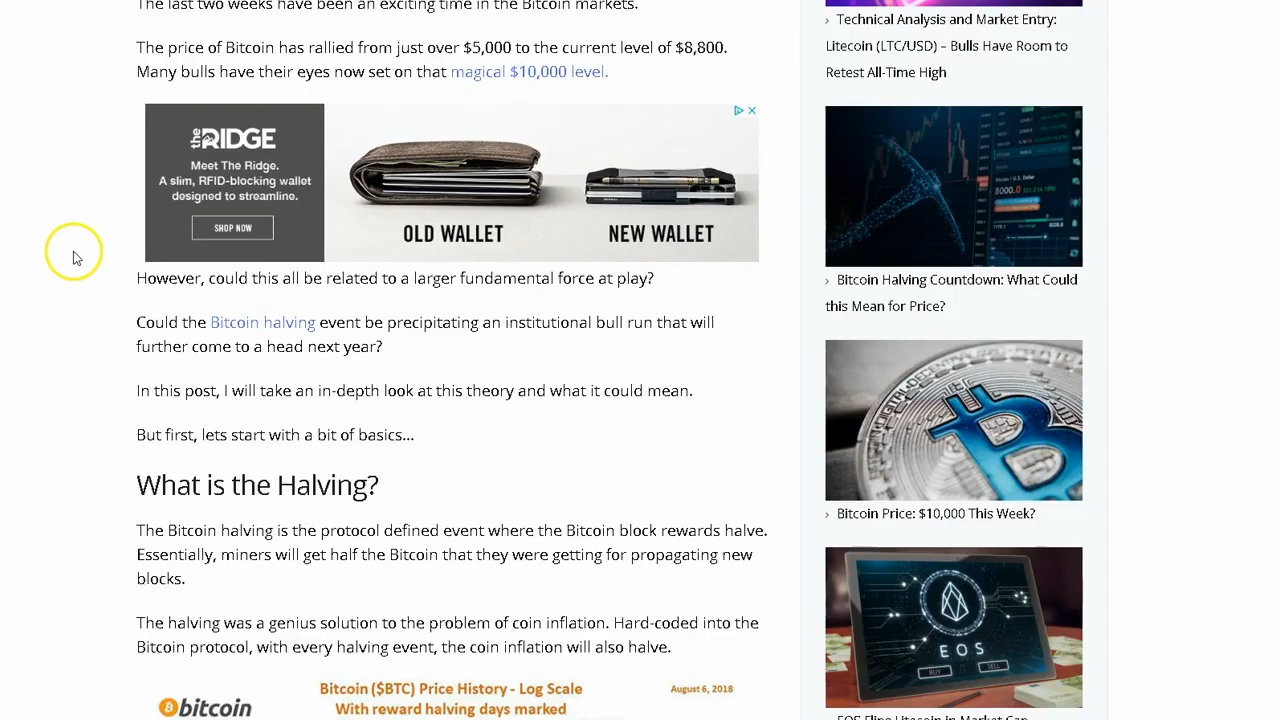 The last two weeks have been an exciting time in the Bitcoin markets.
The price of Bitcoin has rallied from just over $5,000 to the current level of $8,800.
Many bulls have their eyes now set on that magical $10,000 level.
the RIDGE
Meet The Ridge.
A slim, RFID-blocking wallet
designed to streamline.
SHOP NOW
OLD WALLET
NEW WALLET
However, could this all be related to a larger fundamental force at play?
Could the Bitcoin halving event be precipitating an institutional bull run that will
further come to a head next year?
In this post, I will take an in-depth look at this theory and what it could mean.
But first, lets start with a bit of basics...
What is the Halving?
The Bitcoin halving is the protocol defined event where the Bitcoin block rewards halve.
Essentially, miners will get half the Bitcoin that they were getting for propagating new
blocks.
The halving was a genius solution to the problem of coin inflation. Hard-coded into the
Bitcoin protocol, with every halving event, the coin inflation will also halve.
bitcoin
Bitcoin ($BTC) Price History - Log Scale
With reward halving days marked
August 6, 2018
› Technical Analysis and Market Entry:
Litecoin (LTC/USD) – Bulls Have Room to
Retest All-Time High
Bitcoin / U.S. Dollar
8000.0
› Bitcoin Halving Countdown: What Could
this Mean for Price?
› Bitcoin Price: $10,000 This Week?
EOS
BUY
SELL
EOS Fling Litecoin in Market Cap